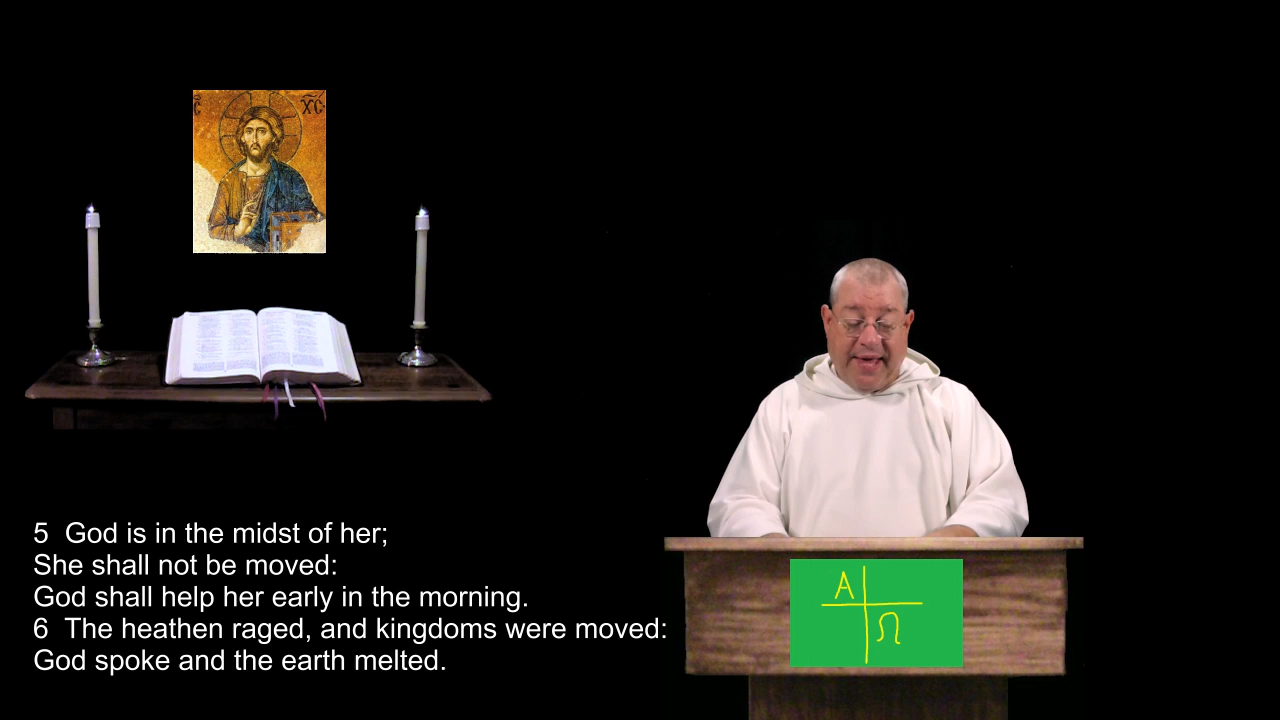 C
XC
5 God is in the midst of her;
She shall not be moved:
God shall help her early in the morning.
6 The heathen raged, and kingdoms were moved:
God spoke and the earth melted.
A
Ω